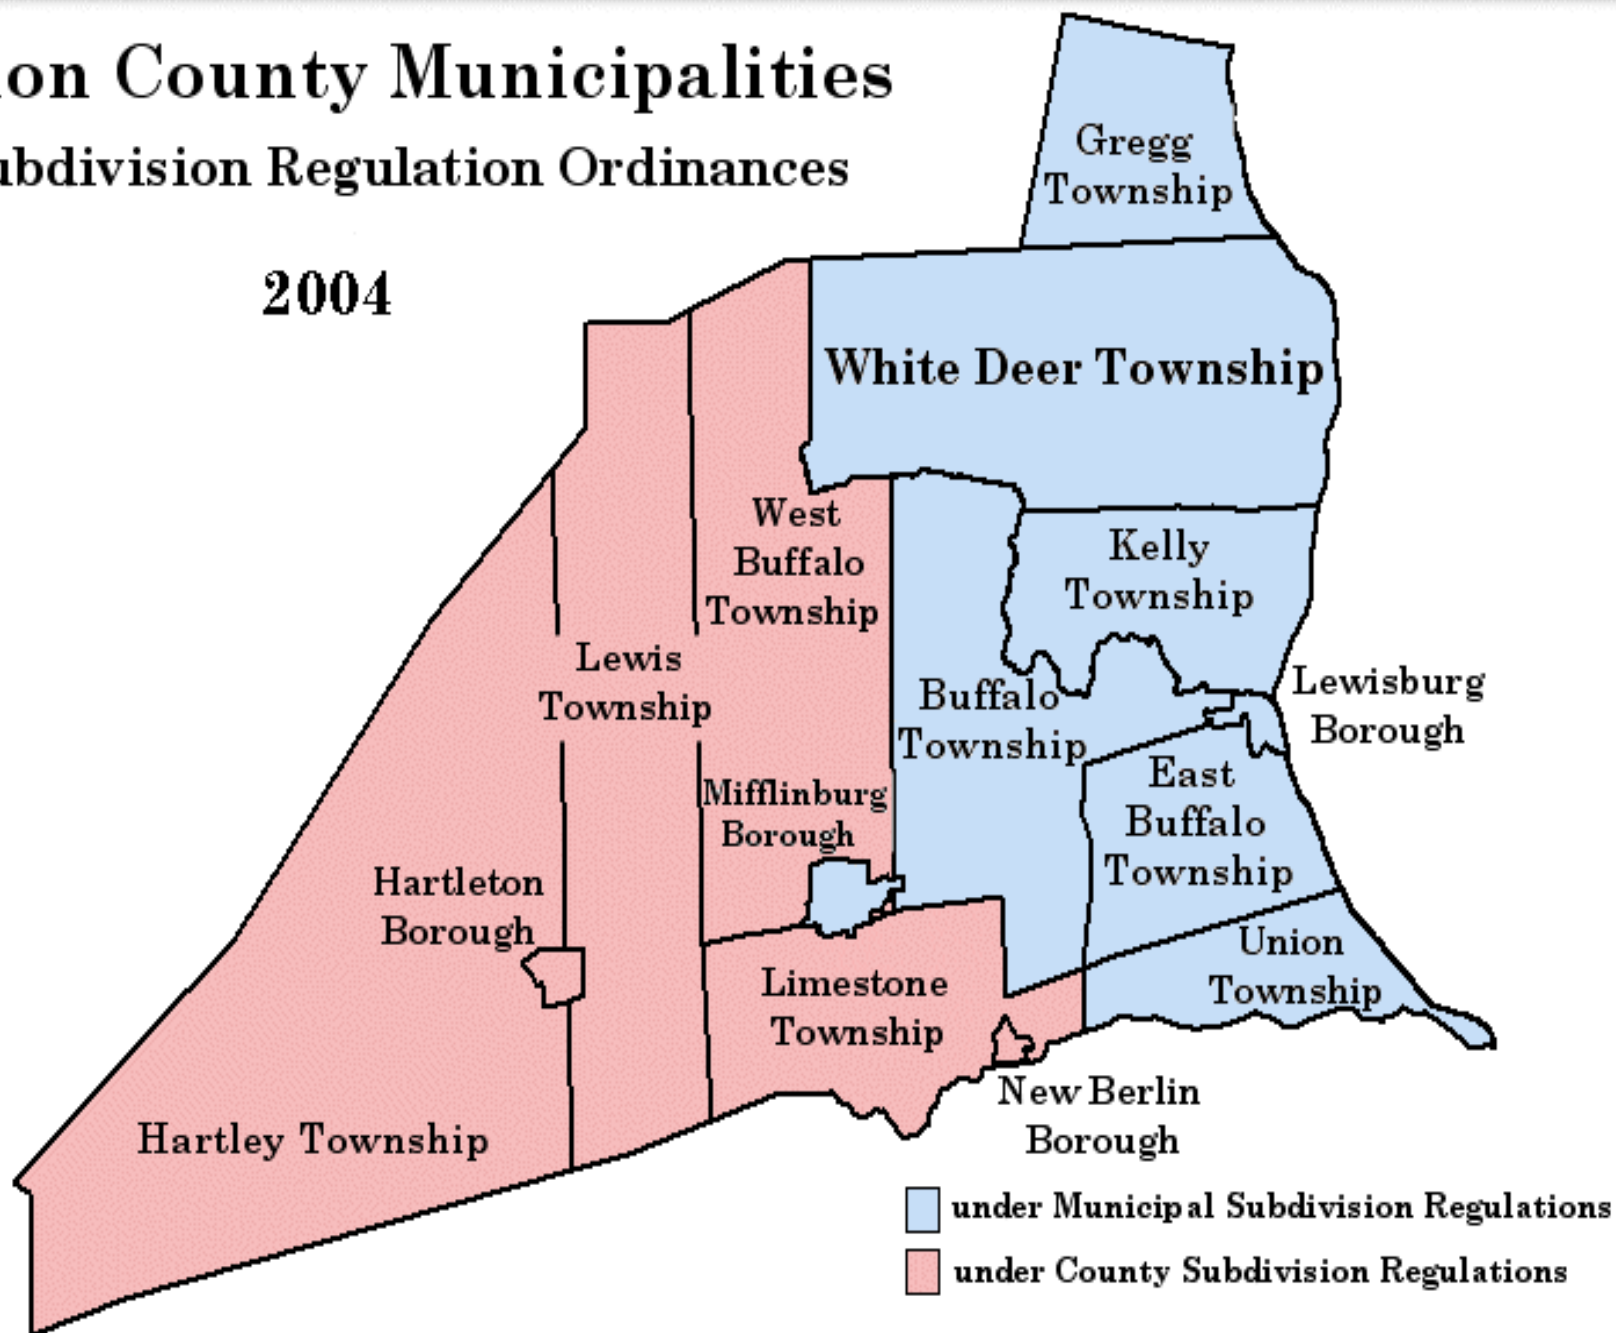 on County Municipalities
ubdivision Regulation Ordinances
2004
Gregg
Township
White Deer Township
West
Buffalo
Township
Kelly
Township
Lewis
Township
Buffalo
Township
Lewisburg
Borough
East
Buffalo
Township
Mifflinburg
Borough
Hartleton
Borough
Union
Township
Limestone
Township
New Berlin
Borough
Hartley Township
under Municipal Subdivision Regulations
under County Subdivision Regulations